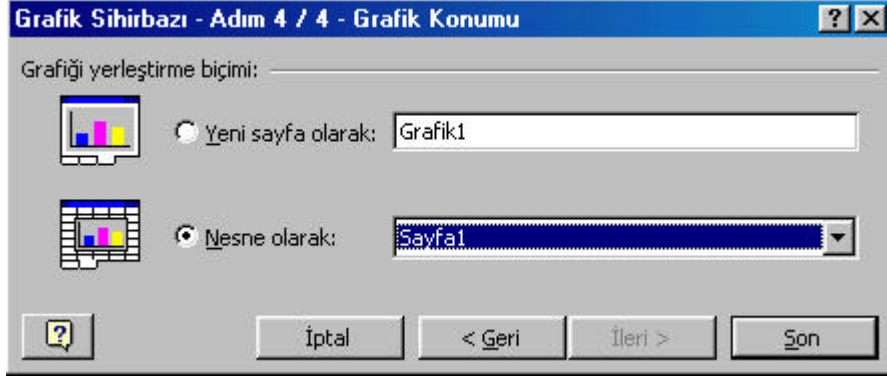 Grafik Sihirbazı - Adım 4 / 4 - Grafik Konumu
Grafiği yerleştirme biçimi:
Yeni sayfa olarak: Grafik1
Nesne olarak: Sayfa1
İptal < Geri İleri > Son